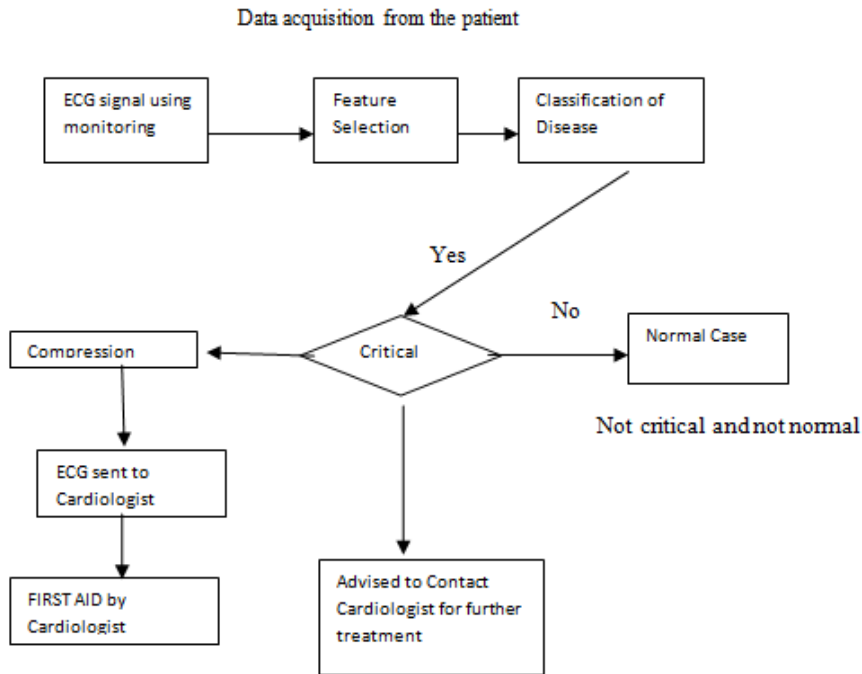 Data acquisition from the patient
ECG signal using
monitoring
Feature
Selection
Classification of
Disease
Yes
No
Compression
Critical
Normal Case
Not critical and not normal
ECG sent to
Cardiologist
FIRST AID by
Cardiologist
Advised to Contact
Cardiologist for further
treatment